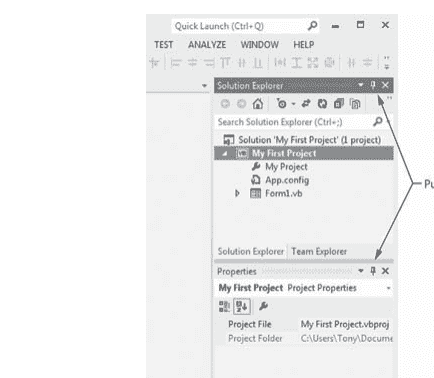 Quick Launch (Ctrl+Q)
TEST ANALYZE WINDOW HELP
Solution Explorer
Search Solution Explorer (Ctrl+;)
Solution 'My First Project' (1 project)
My First Project
My Project
App.config
Form1.vb
Pu
Solution Explorer Team Explorer
Properties
My First Project Project Properties
Project File My First Project.vbproj
Project Folder C:\Users\Tony\Docume